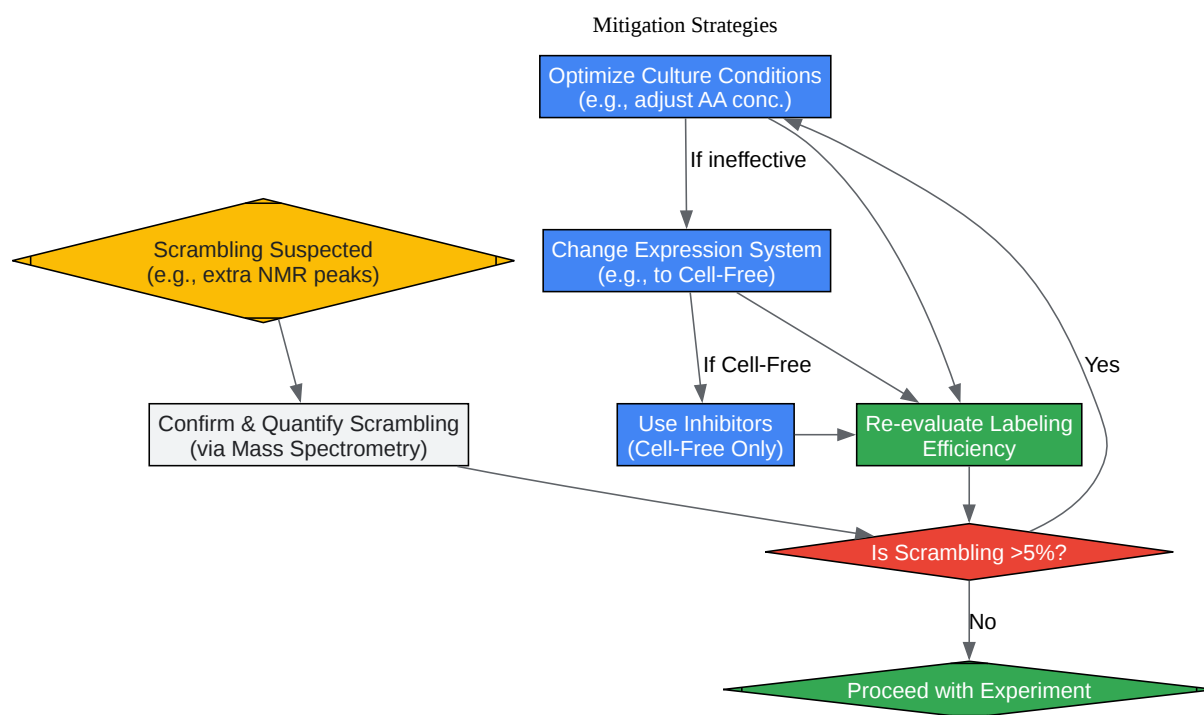 Mitigation Strategies
Optimize Culture Conditions
(e.g., adjust AA conc.)
If ineffective
Scrambling Suspected
(e.g., extra NMR peaks)
Change Expression System
(e.g., to Cell-Free)
If Cell-Free
Yes
Confirm & Quantify Scrambling
(via Mass Spectrometry)
Use Inhibitors
(Cell-Free Only)
Re-evaluate Labeling
Efficiency
Is Scrambling >5%?
No
Proceed with Experiment